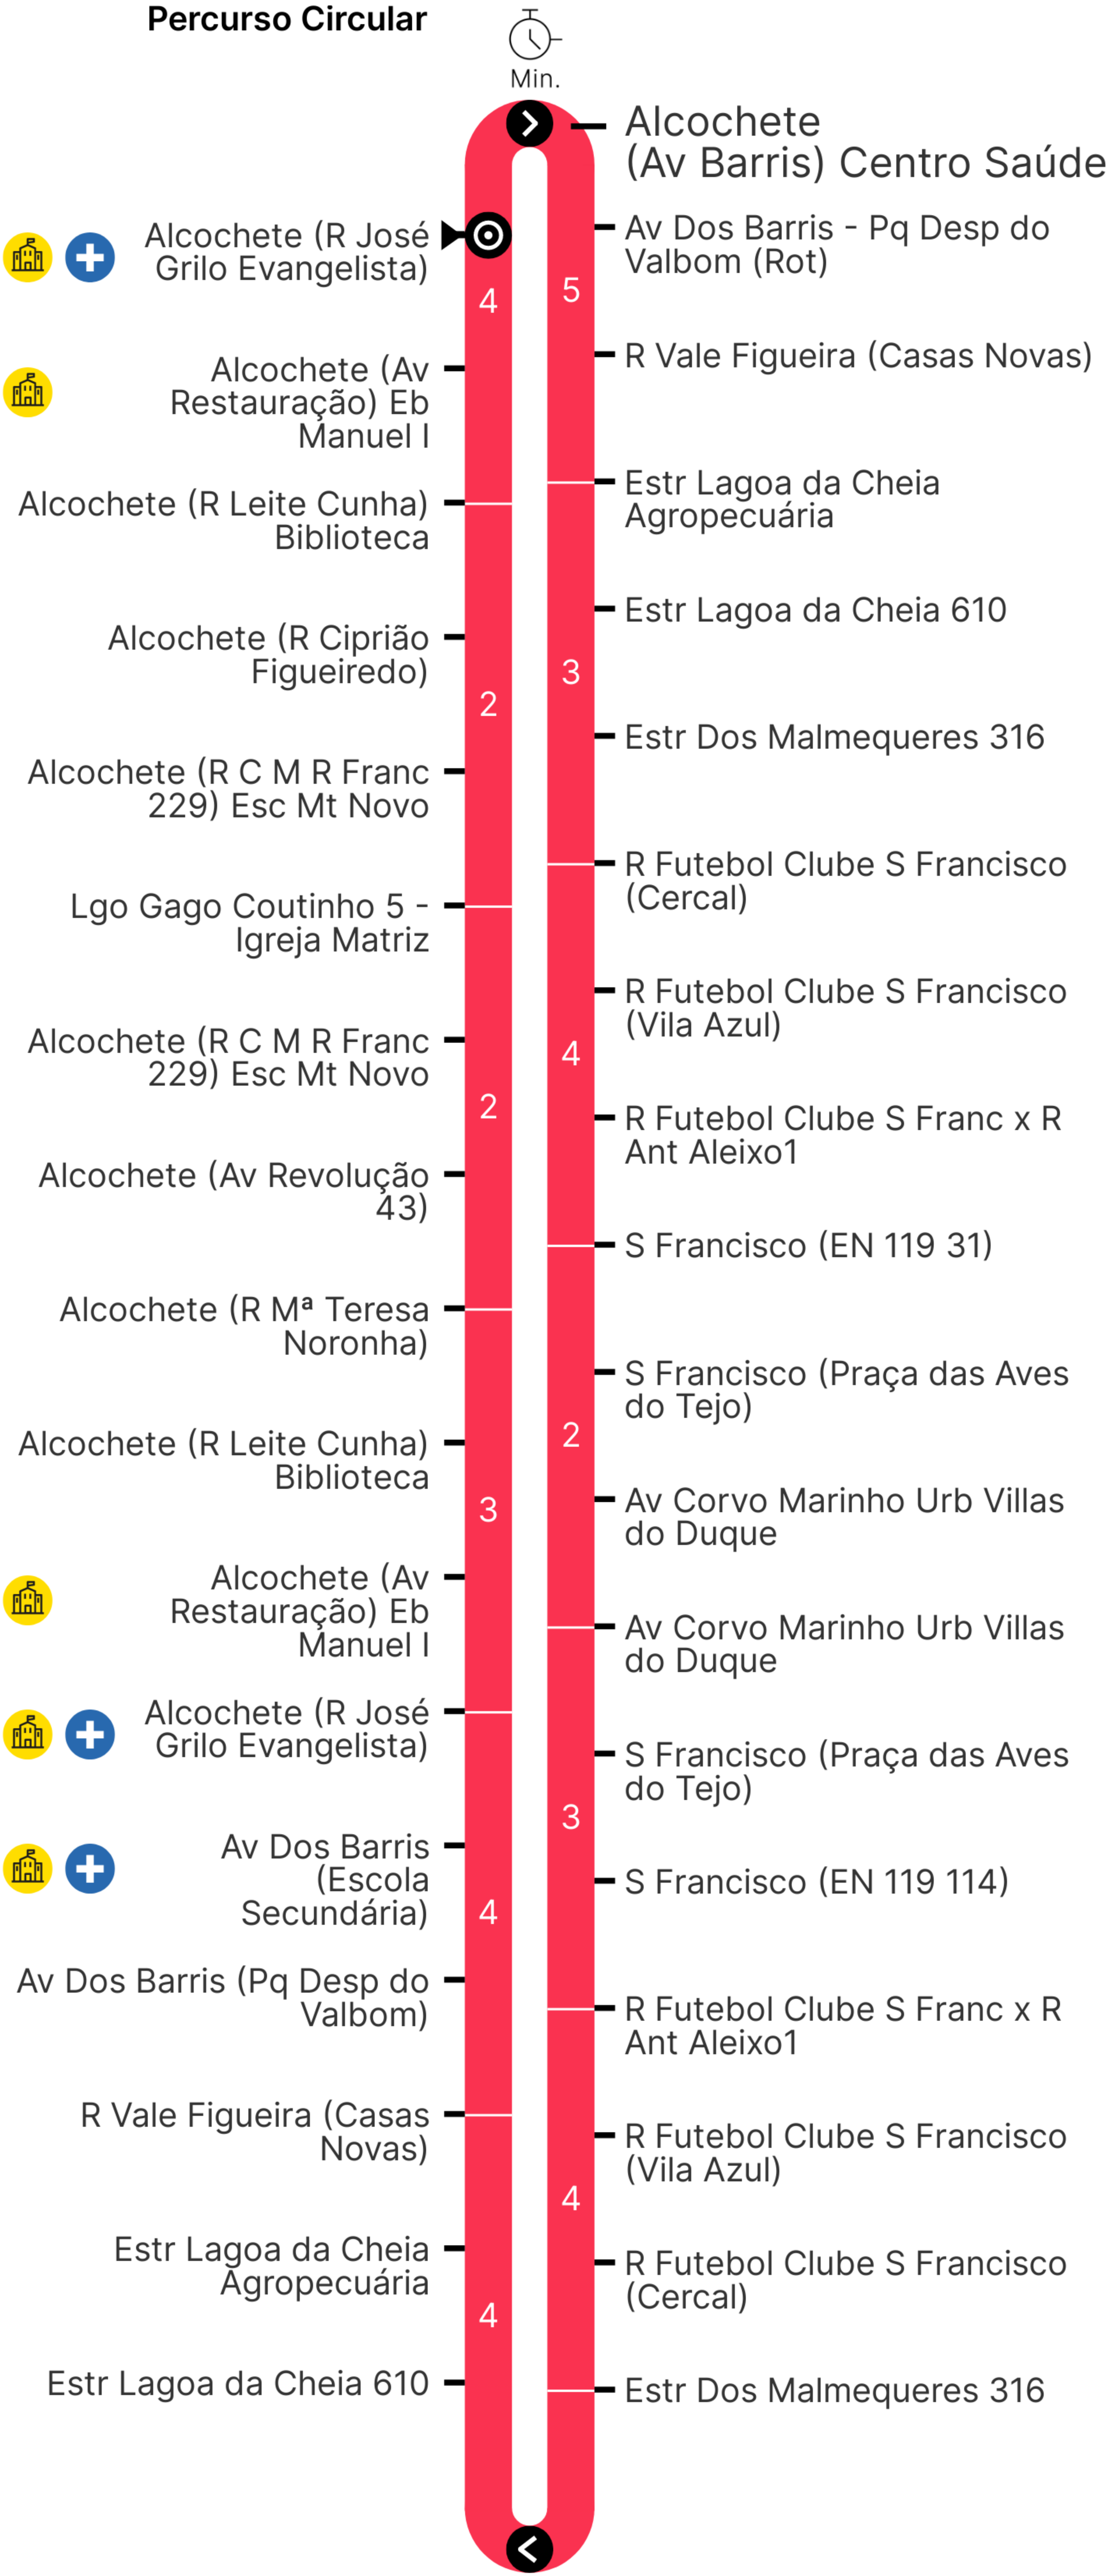 Percurso Circular
Min.
Alcochete
(Av Barris) Centro Saúde
Av Dos Barris - Pq Desp do
Valbom (Rot)
5
R Vale Figueira (Casas Novas)
Estr Lagoa da Cheia
Agropecuária
Estr Lagoa da Cheia 610
3
Estr Dos Malmequeres 316
R Futebol Clube S Francisco
(Cercal)
R Futebol Clube S Francisco
(Vila Azul)
4
R Futebol Clube S Franc x R
Ant Aleixo1
S Francisco (EN 119 31)
S Francisco (Praça das Aves
do Tejo)
2
Av Corvo Marinho Urb Villas
do Duque
Av Corvo Marinho Urb Villas
do Duque
S Francisco (Praça das Aves
do Tejo)
3
S Francisco (EN 119 114)
R Futebol Clube S Franc x R
Ant Aleixo1
R Futebol Clube S Francisco
(Vila Azul)
4
R Futebol Clube S Francisco
(Cercal)
Estr Dos Malmequeres 316
Alcochete (R José
Grilo Evangelista)
4
Alcochete (Av
Restauração) Eb
Manuel I
Alcochete (R Leite Cunha)
Biblioteca
Alcochete (R Ciprião
Figueiredo)
2
Alcochete (R C M R Franc
229) Esc Mt Novo
Lgo Gago Coutinho 5 -
Igreja Matriz
Alcochete (R C M R Franc
229) Esc Mt Novo
2
Alcochete (Av Revolução
43)
Alcochete (R Mª Teresa
Noronha)
Alcochete (R Leite Cunha)
Biblioteca
3
Alcochete (Av
Restauração) Eb
Manuel I
Alcochete (R José
Grilo Evangelista)
Av Dos Barris
(Escola
Secundária)
4
Av Dos Barris (Pq Desp do
Valbom)
R Vale Figueira (Casas
Novas)
Estr Lagoa da Cheia
Agropecuária
4
Estr Lagoa da Cheia 610